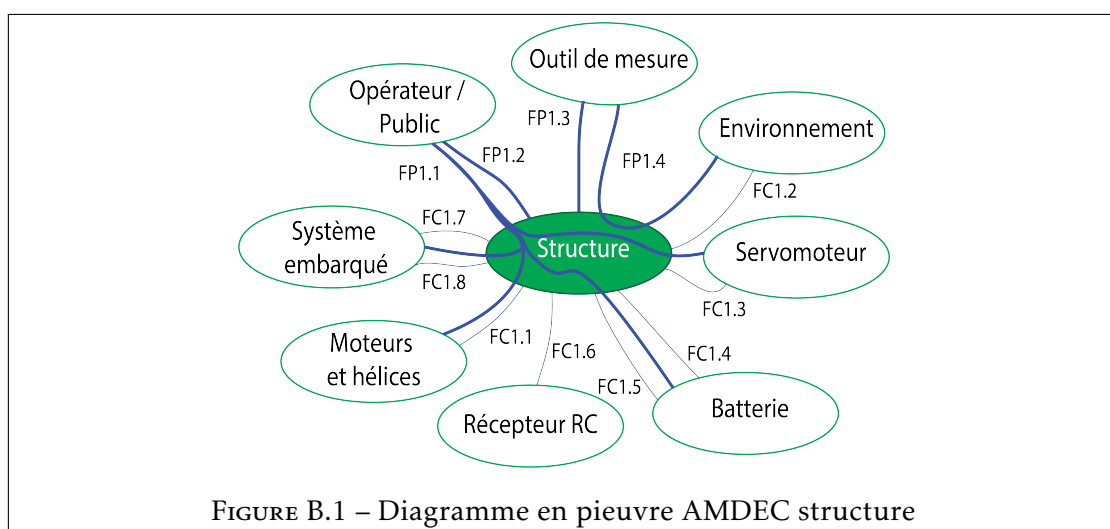 Outil de mesure
Opérateur /
Public
FP1.3
Environnement
FP1.2
FP1.4
FP1.1
FC1.2
FC1.7
Système
embarqué
Structure
Servomoteur
FC1.8
FC1.3
Moteurs
et hélices
FC1.1
FC1.6
FC1.4
FC1.5
Batterie
Récepteur RC
FIGURE B.1 – Diagramme en pieuvre AMDEC structure